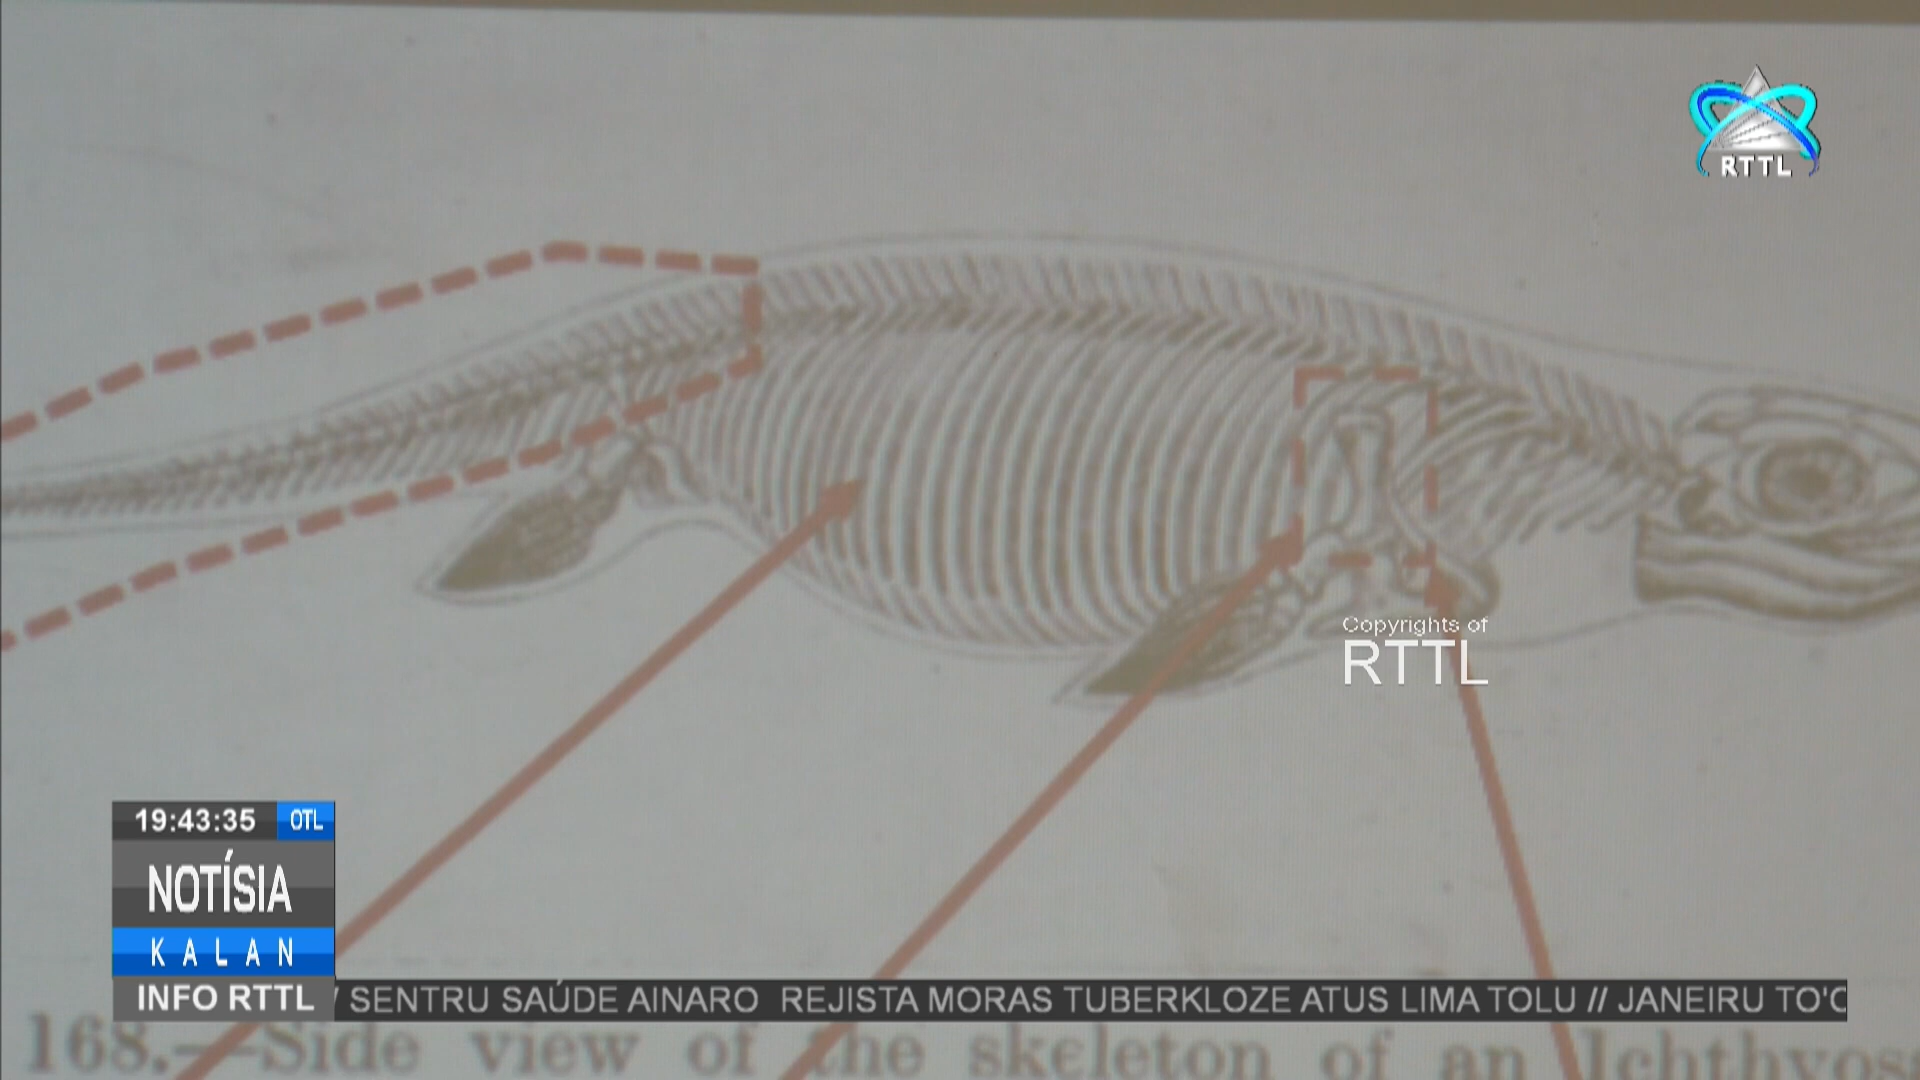 RTTL
Copyrights of
RTTL
19:43:35 OTL
NOTÍSIA
KALAN
INFO RTTL / SENTRU SAÚDE AINARO REJISTA MORAS TUBERKLOZE ATUS LIMA TOLU // JANEIRU TO'O
168.—Side view of the skeleton of an Ichthyos